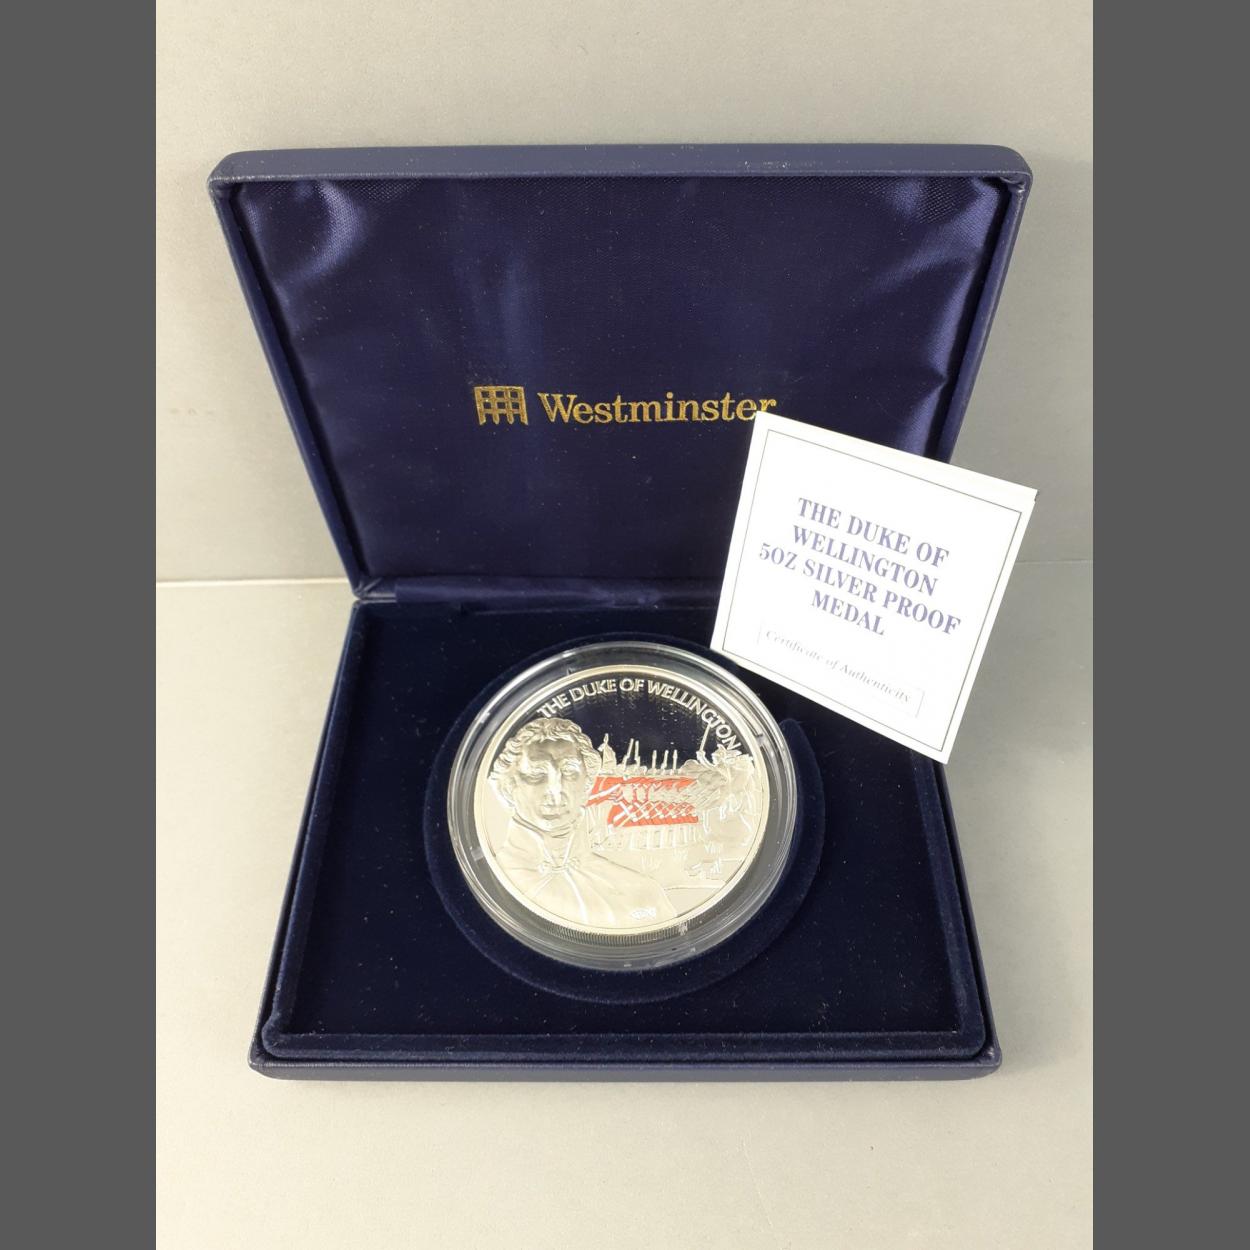 Westminster
THE DUKE OF
WELLINGTON
5OZ SILVER PROOF
MEDAL
Certificate of Authenticity
THE DUKE OF WELLINGTON